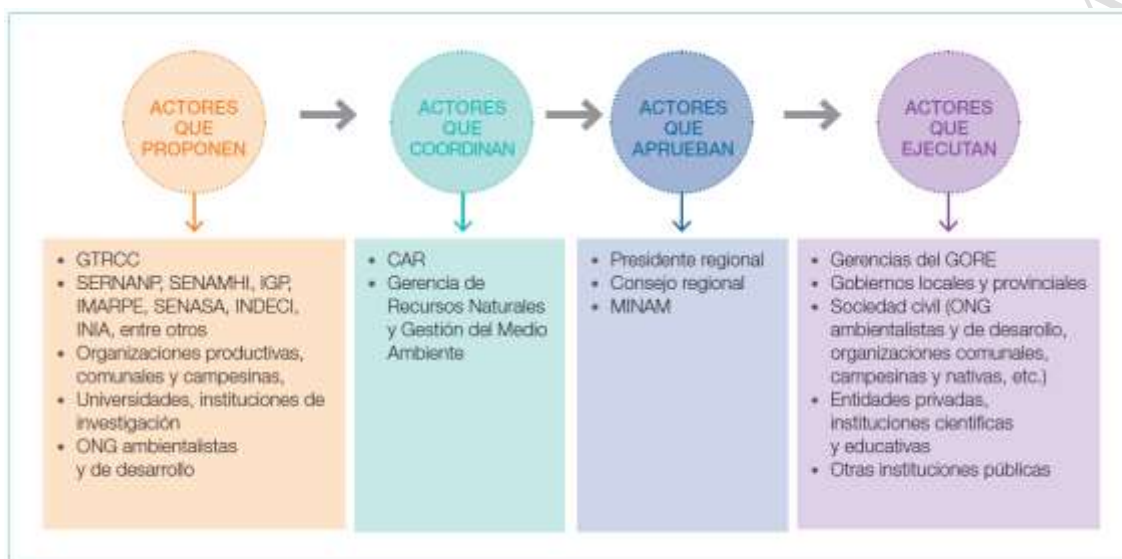 ACTORES
QUE
PROPONEN
ACTORES
QUE
COORDINAN
ACTORES
QUE
APRUEBAN
ACTORES
QUE
EJECUTAN
• GTRCC
• SERNANP, SENAMHI, IGP,
IMARPE, SENASA, INDECI,
INIA, entre otros
• Organizaciones productivas,
comunales y campesinas,
• Universidades, instituciones de
investigación
• ONG ambientalistas
y de desarrollo
• CAR
• Gerencia de
Recursos Naturales
y Gestión del Medio
Ambiente
• Presidente regional
• Consejo regional
• MINAM
• Gerencias del GORE
• Gobiernos locales y provinciales
• Sociedad civil (ONG
ambientalistas y de desarollo,
organizaciones comunales,
campesinas y nativas, etc.)
• Entidades privadas,
instituciones científicas
y educativas
• Otras instituciones públicas